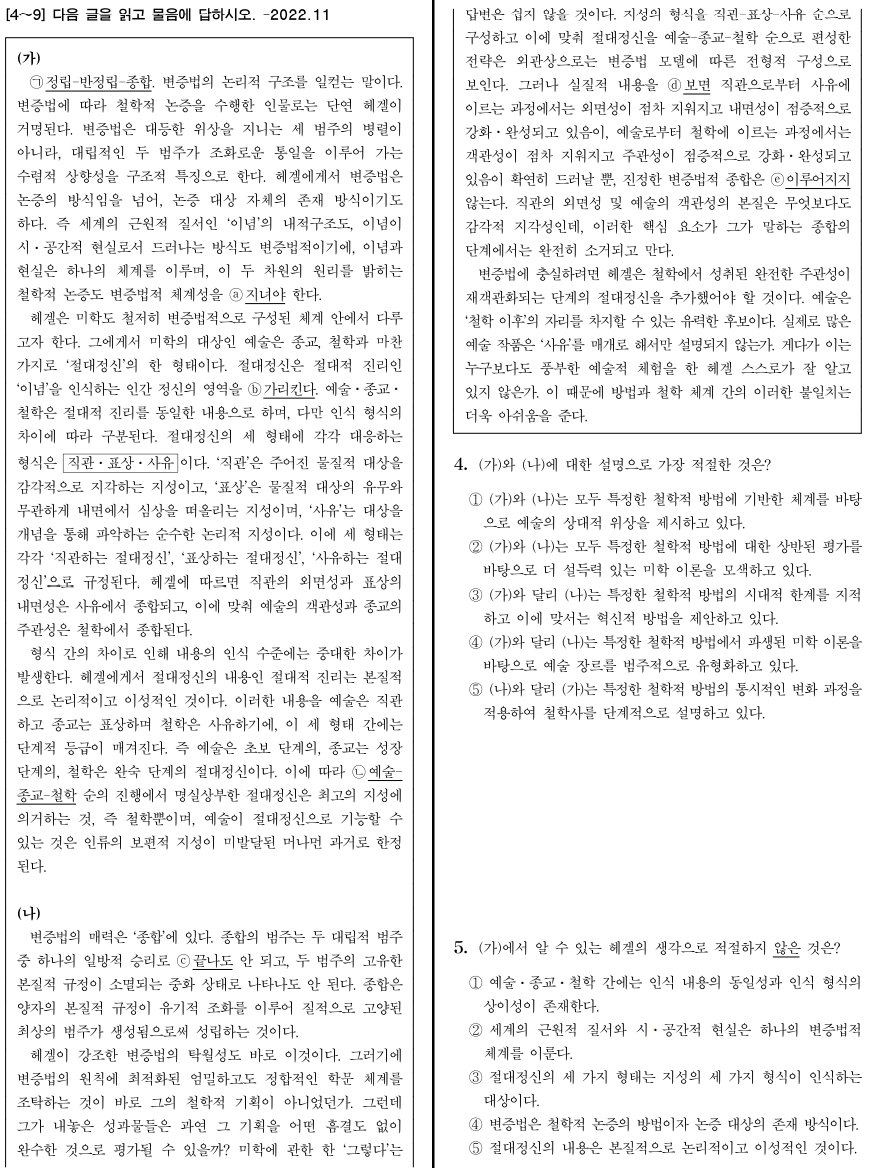 [4～9] 다음 글을 읽고 물음에 답하시오. -2022.11
(가)
㉠정립-반정립-종합. 변증법의 논리적 구조를 일컫는 말이다.
변증법에 따라 철학적 논증을 수행한 인물로는 단연 헤겔이
거명된다. 변증법은 대등한 위상을 지니는 세 범주의 병렬이
아니라, 대립적인 두 범주가 조화로운 통일을 이루어 가는
수렴적 상향성을 구조적 특징으로 한다. 헤겔에게서 변증법은
논증의 방식임을 넘어, 논증 대상 자체의 존재 방식이기도
하다. 즉 세계의 근원적 질서인 ‘이념’의 내적구조도, 이념이
시・공간적 현실로서 드러나는 방식도 변증법적이기에, 이념과
현실은 하나의 체계를 이루며, 이 두 차원의 원리를 밝히는
철학적 논증도 변증법적 체계성을 ⓐ지녀야 한다.
헤겔은 미학도 철저히 변증법적으로 구성된 체계 안에서 다루
고자 한다. 그에게서 미학의 대상인 예술은 종교, 철학과 마찬
가지로 ‘절대정신’의 한 형태이다. 절대정신은 절대적 진리인
‘이념’을 인식하는 인간 정신의 영역을 ⓑ가리킨다. 예술・종교・
철학은 절대적 진리를 동일한 내용으로 하며, 다만 인식 형식의
차이에 따라 구분된다. 절대정신의 세 형태에 각각 대응하는
형식은 직관・표상・사유이다. ‘직관’은 주어진 물질적 대상을
감각적으로 지각하는 지성이고, ‘표상’은 물질적 대상의 유무와
무관하게 내면에서 심상을 떠올리는 지성이며, ‘사유’는 대상을
개념을 통해 파악하는 순수한 논리적 지성이다. 이에 세 형태는
각각 ‘직관하는 절대정신’, ‘표상하는 절대정신’, ‘사유하는 절대
정신’으로 규정된다. 헤겔에 따르면 직관의 외면성과 표상의
내면성은 사유에서 종합되고, 이에 맞춰 예술의 객관성과 종교의
주관성은 철학에서 종합된다.
형식 간의 차이로 인해 내용의 인식 수준에는 중대한 차이가
발생한다. 헤겔에게서 절대정신의 내용인 절대적 진리는 본질적
으로 논리적이고 이성적인 것이다. 이러한 내용을 예술은 직관
하고 종교는 표상하며 철학은 사유하기에, 이 세 형태 간에는
단계적 등급이 매겨진다. 즉 예술은 초보 단계의, 종교는 성장
단계의, 철학은 완숙 단계의 절대정신이다. 이에 따라 ㉡예술-
종교-철학 순의 진행에서 명실상부한 절대정신은 최고의 지성에
의거하는 것, 즉 철학뿐이며, 예술이 절대정신으로 기능할 수
있는 것은 인류의 보편적 지성이 미발달된 머나먼 과거로 한정
된다.
(나)
변증법의 매력은 ‘종합’에 있다. 종합의 범주는 두 대립적 범주
중 하나의 일방적 승리로 ⓒ끝나도 안 되고, 두 범주의 고유한
본질적 규정이 소멸되는 중화 상태로 나타나도 안 된다. 종합은
양자의 본질적 규정이 유기적 조화를 이루어 질적으로 고양된
최상의 범주가 생성됨으로써 성립하는 것이다.
헤겔이 강조한 변증법의 탁월성도 바로 이것이다. 그러기에
변증법의 원칙에 최적화된 엄밀하고도 정합적인 학문 체계를
조탁하는 것이 바로 그의 철학적 기획이 아니었던가. 그런데
그가 내놓은 성과물들은 과연 그 기획을 어떤 흠결도 없이
완수한 것으로 평가될 수 있을까? 미학에 관한 한 ‘그렇다’는
답변은 쉽지 않을 것이다. 지성의 형식을 직관-표상-사유 순으로
구성하고 이에 맞춰 절대정신을 예술-종교-철학 순으로 편성한
전략은 외관상으로는 변증법 모델에 따른 전형적 구성으로
보인다. 그러나 실질적 내용을 ⓓ보면 직관으로부터 사유에
이르는 과정에서는 외면성이 점차 지워지고 내면성이 점증적으로
강화・완성되고 있음이, 예술로부터 철학에 이르는 과정에서는
객관성이 점차 지워지고 주관성이 점증적으로 강화・완성되고
있음이 확연히 드러날 뿐, 진정한 변증법적 종합은 ⓔ이루어지지
않는다. 직관의 외면성 및 예술의 객관성의 본질은 무엇보다도
감각적 지각성인데, 이러한 핵심 요소가 그가 말하는 종합의
단계에서는 완전히 소거되고 만다.
변증법에 충실하려면 헤겔은 철학에서 성취된 완전한 주관성이
재객관화되는 단계의 절대정신을 추가했어야 할 것이다. 예술은
‘철학 이후’의 자리를 차지할 수 있는 유력한 후보이다. 실제로 많은
예술 작품은 ‘사유’를 매개로 해서만 설명되지 않는가. 게다가 이는
누구보다도 풍부한 예술적 체험을 한 헤겔 스스로가 잘 알고
있지 않은가. 이 때문에 방법과 철학 체계 간의 이러한 불일치는
더욱 아쉬움을 준다.
4. (가)와 (나)에 대한 설명으로 가장 적절한 것은?
① (가)와 (나)는 모두 특정한 철학적 방법에 기반한 체계를 바탕
으로 예술의 상대적 위상을 제시하고 있다.
② (가)와 (나)는 모두 특정한 철학적 방법에 대한 상반된 평가를
바탕으로 더 설득력 있는 미학 이론을 모색하고 있다.
③ (가)와 달리 (나)는 특정한 철학적 방법의 시대적 한계를 지적
하고 이에 맞서는 혁신적 방법을 제안하고 있다.
④ (가)와 달리 (나)는 특정한 철학적 방법에서 파생된 미학 이론을
바탕으로 예술 장르를 범주적으로 유형화하고 있다.
⑤ (나)와 달리 (가)는 특정한 철학적 방법의 통시적인 변화 과정을
적용하여 철학사를 단계적으로 설명하고 있다.
5. (가)에서 알 수 있는 헤겔의 생각으로 적절하지 않은 것은?
① 예술・종교・철학 간에는 인식 내용의 동일성과 인식 형식의
상이성이 존재한다.
② 세계의 근원적 질서와 시・공간적 현실은 하나의 변증법적
체계를 이룬다.
③ 절대정신의 세 가지 형태는 지성의 세 가지 형식이 인식하는
대상이다.
④ 변증법은 철학적 논증의 방법이자 논증 대상의 존재 방식이다.
⑤ 절대정신의 내용은 본질적으로 논리적이고 이성적인 것이다.